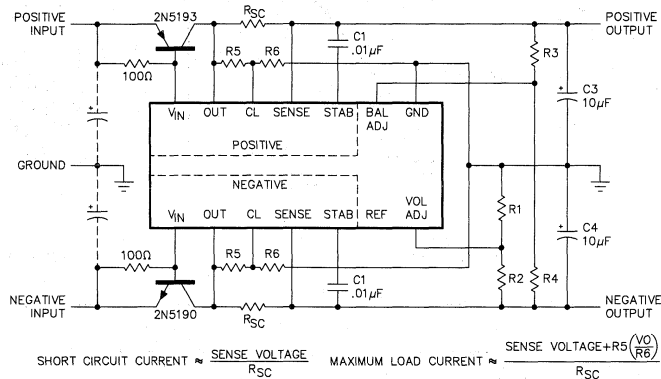 POSITIVE INPUT
2N5193
RSC
POSITIVE OUTPUT
C1
.01µF
R5
R6
R3
100Ω
C3
10µF
VIN
OUT
CL
SENSE
STAB
BAL ADJ
GND
POSITIVE
GROUND
NEGATIVE
VIN
OUT
CL
SENSE
STAB
REF
VOL ADJ
R1
C4
10µF
100Ω
R5
R6
C1
.01µF
R2
R4
NEGATIVE INPUT
2N5190
RSC
NEGATIVE OUTPUT
SHORT CIRCUIT CURRENT ≈ SENSE VOLTAGE / RSC
MAXIMUM LOAD CURRENT ≈ SENSE VOLTAGE+R5(VO/R6) / RSC